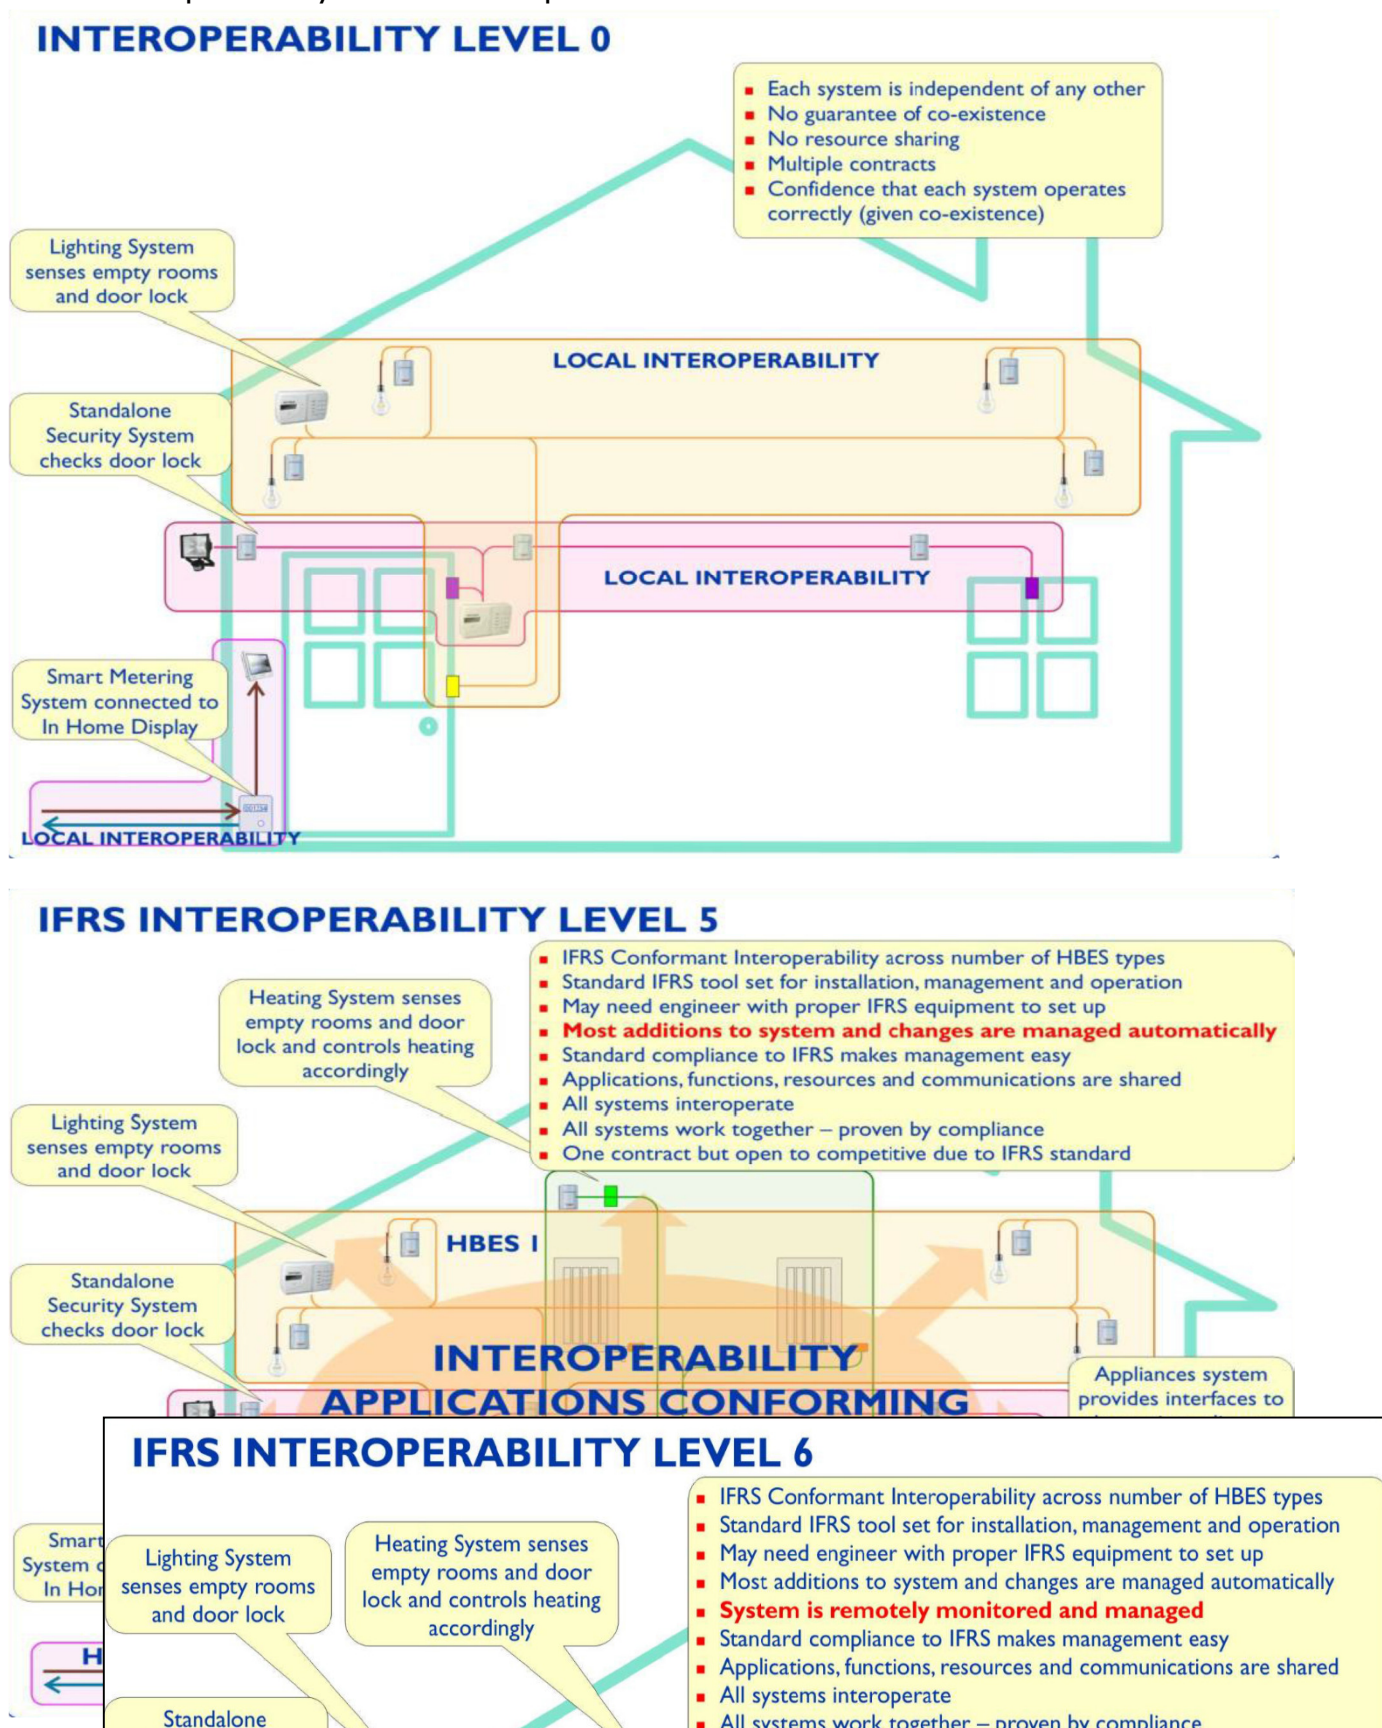 INTEROPERABILITY LEVEL 0
Each system is independent of any other
No guarantee of co-existence
No resource sharing
Multiple contracts
Confidence that each system operates
correctly (given co-existence)
Lighting System
senses empty rooms
and door lock
LOCAL INTEROPERABILITY
Standalone
Security System
checks door lock
LOCAL INTEROPERABILITY
Smart Metering
System connected to
In Home Display
LOCAL INTEROPERABILITY
IFRS INTEROPERABILITY LEVEL 5
IFRS Conformant Interoperability across number of HBES types
Standard IFRS tool set for installation, management and operation
May need engineer with proper IFRS equipment to set up
Most additions to system and changes are managed automatically
Standard compliance to IFRS makes management easy
Applications, functions, resources and communications are shared
All systems interoperate
All systems work together – proven by compliance
One contract but open to competitive due to IFRS standard
Heating System senses
empty rooms and door
lock and controls heating
accordingly
Lighting System
senses empty rooms
and door lock
HBES 1
Standalone
Security System
checks door lock
INTEROPERABILITY
APPLICATIONS CONFORMING
Appliances system
provides interfaces to
Smart
System
In Hor
H
IFRS INTEROPERABILITY LEVEL 6
IFRS Conformant Interoperability across number of HBES types
Standard IFRS tool set for installation, management and operation
May need engineer with proper IFRS equipment to set up
Most additions to system and changes are managed automatically
System is remotely monitored and managed
Standard compliance to IFRS makes management easy
Applications, functions, resources and communications are shared
All systems interoperate
All systems work together – proven by compliance
Heating System senses
empty rooms and door
lock and controls heating
accordingly
Lighting System
senses empty rooms
and door lock
Standalone